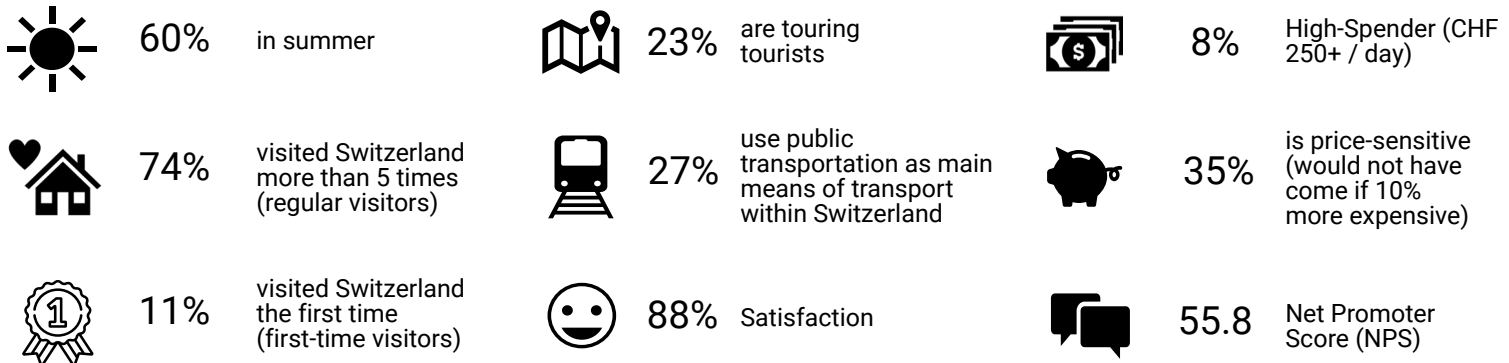 60%
in summer
23%
are touring
tourists
8%
High-Spender (CHF
250+ / day)
74%
visited Switzerland
more than 5 times
(regular visitors)
27%
use public
transportation as main
means of transport
within Switzerland
35%
is price-sensitive
(would not have
come if 10%
more expensive)
1
11%
visited Switzerland
the first time
(first-time visitors)
88%
Satisfaction
55.8
Net Promoter
Score (NPS)
$